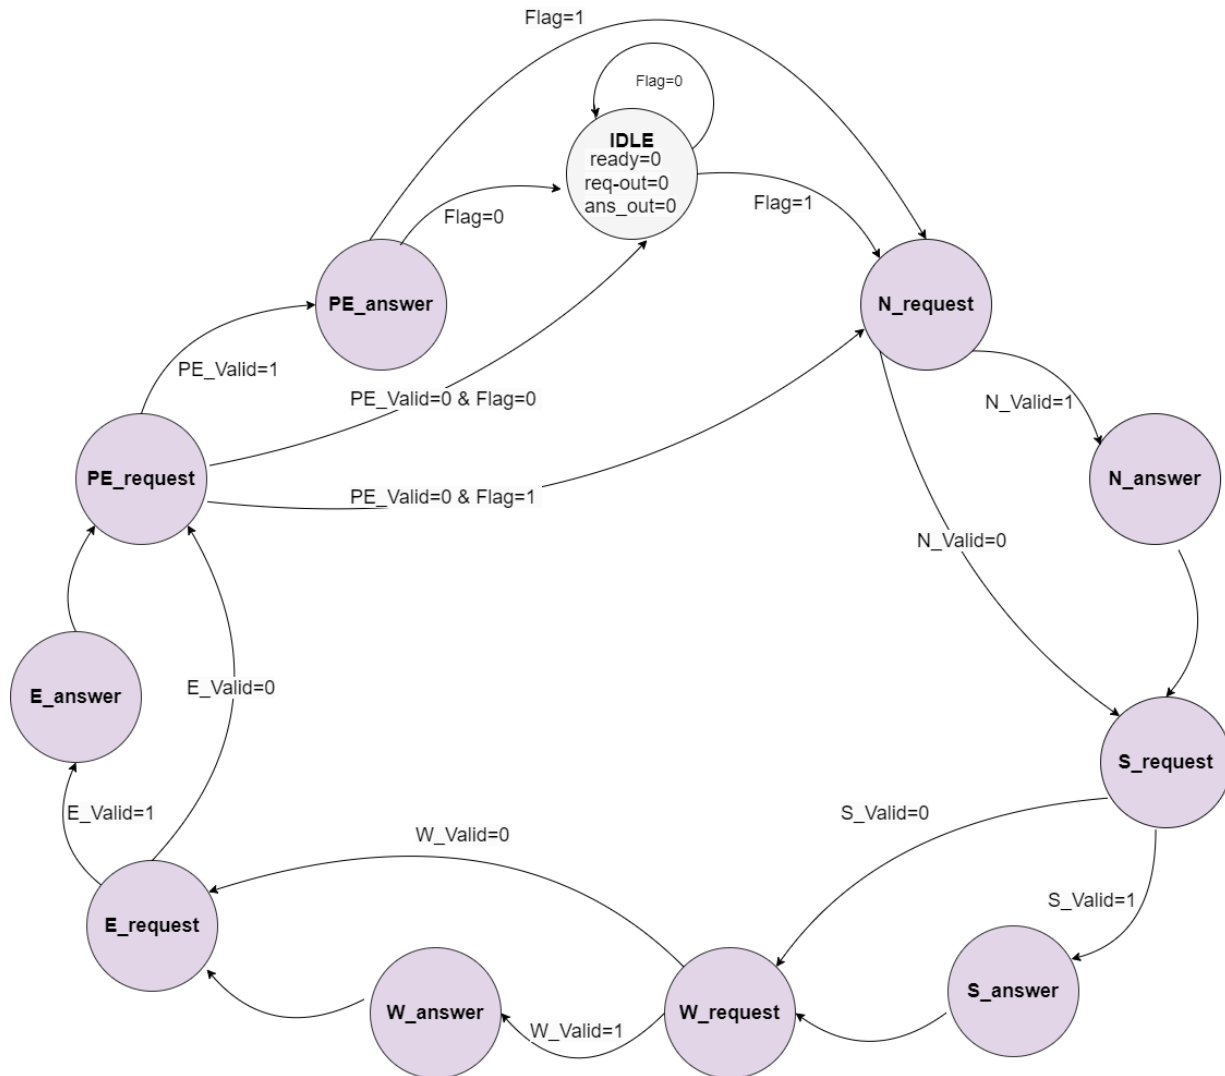 Flag=1
Flag=0
IDLE
ready=0
req-out=0
ans_out=0
Flag=0
Flag=1
PE_answer
N_request
PE_Valid=1
PE_Valid=0 & Flag=0
N_Valid=1
PE_request
N_answer
PE_Valid=0 & Flag=1
N_Valid=0
E_answer
E_Valid=0
S_request
E_Valid=1
S_Valid=0
W_Valid=0
S_Valid=1
E_request
S_answer
W_answer
W_request
W_Valid=1